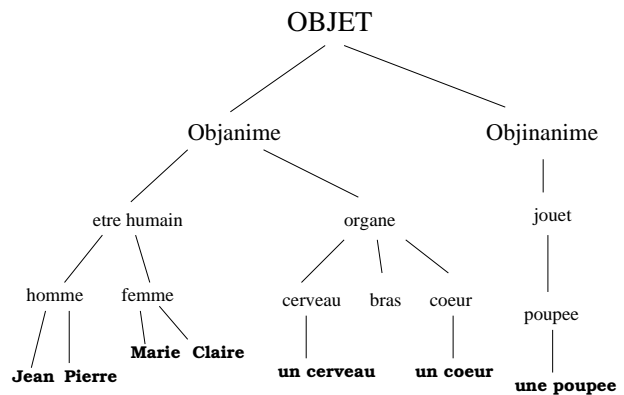 OBJET
Objanime Objinanime
etre humain organe jouet
homme femme cerveau bras coeur poupee
Marie Claire
Jean Pierre un cerveau un coeur une poupee